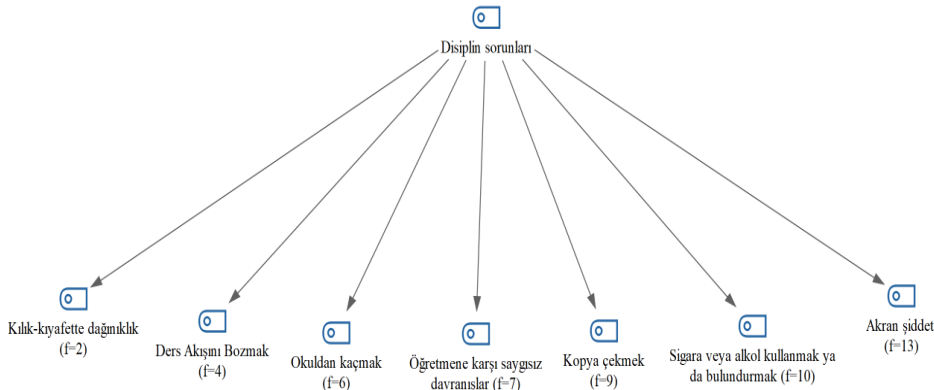 Disiplin sorunları
Kılık-kıyafette dağınıklık
(f=2)
Ders Akışını Bozmak
(f=4)
Okuldan kaçmak
(f=6)
Öğretmene karşı saygısız
davranışlar (f=7)
Kopya çekmek
(f=9)
Sigara veya alkol kullanmak ya
da bulundurmak (f=10)
Akran şiddet
(f=13)